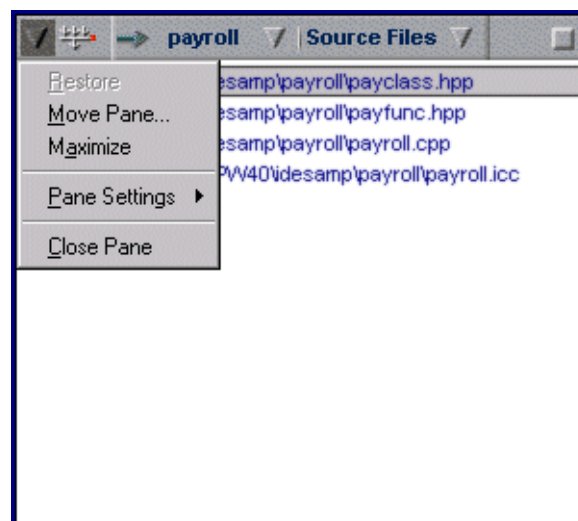 payroll Source Files
Restore
esamp\payroll\payclass.hpp
Move Pane...
esamp\payroll\payfunc.hpp
Maximize
esamp\payroll\payroll.cpp
PW40\idesamp\payroll\payroll.icc
Pane Settings
Close Pane